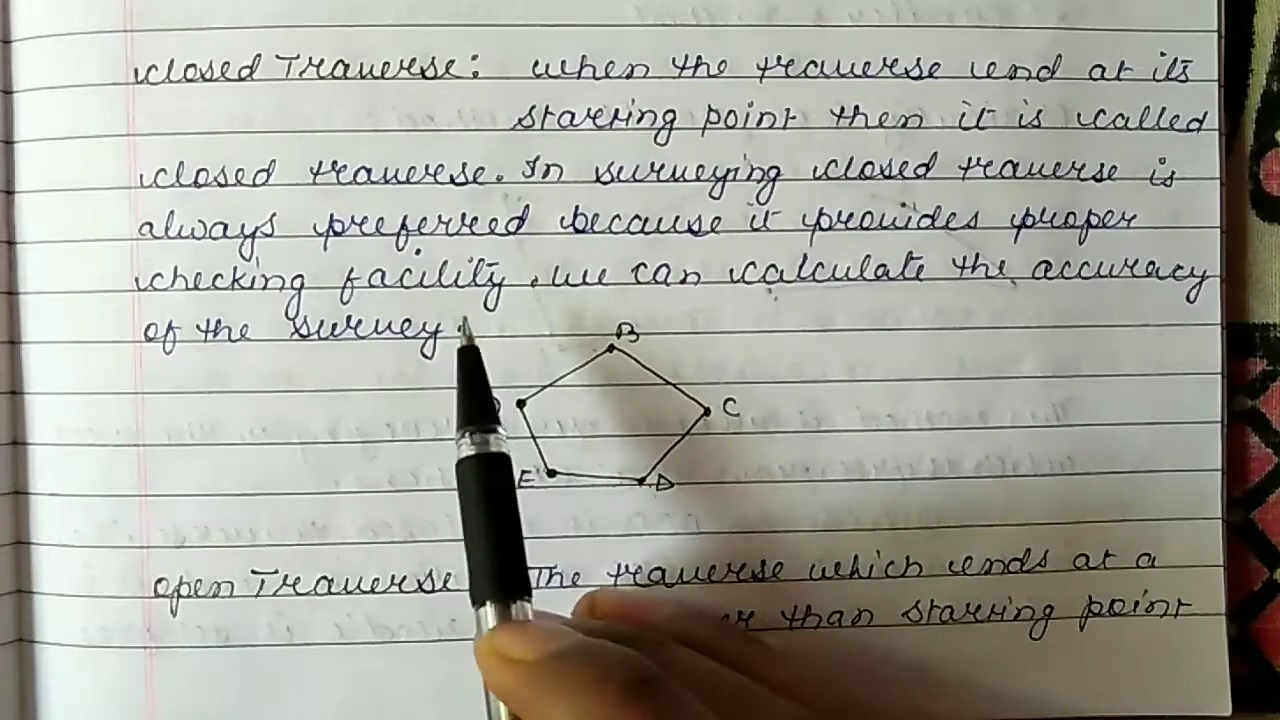 closed Traverse: when the traverse end at its
starting point then it is called
closed traverse. In surveying closed traverse is
always preferred because it provides proper
checking facility. we can calculate the accuracy
of the survey.
B
C
E
D
open Traverse The traverse which ends at a
than starting point